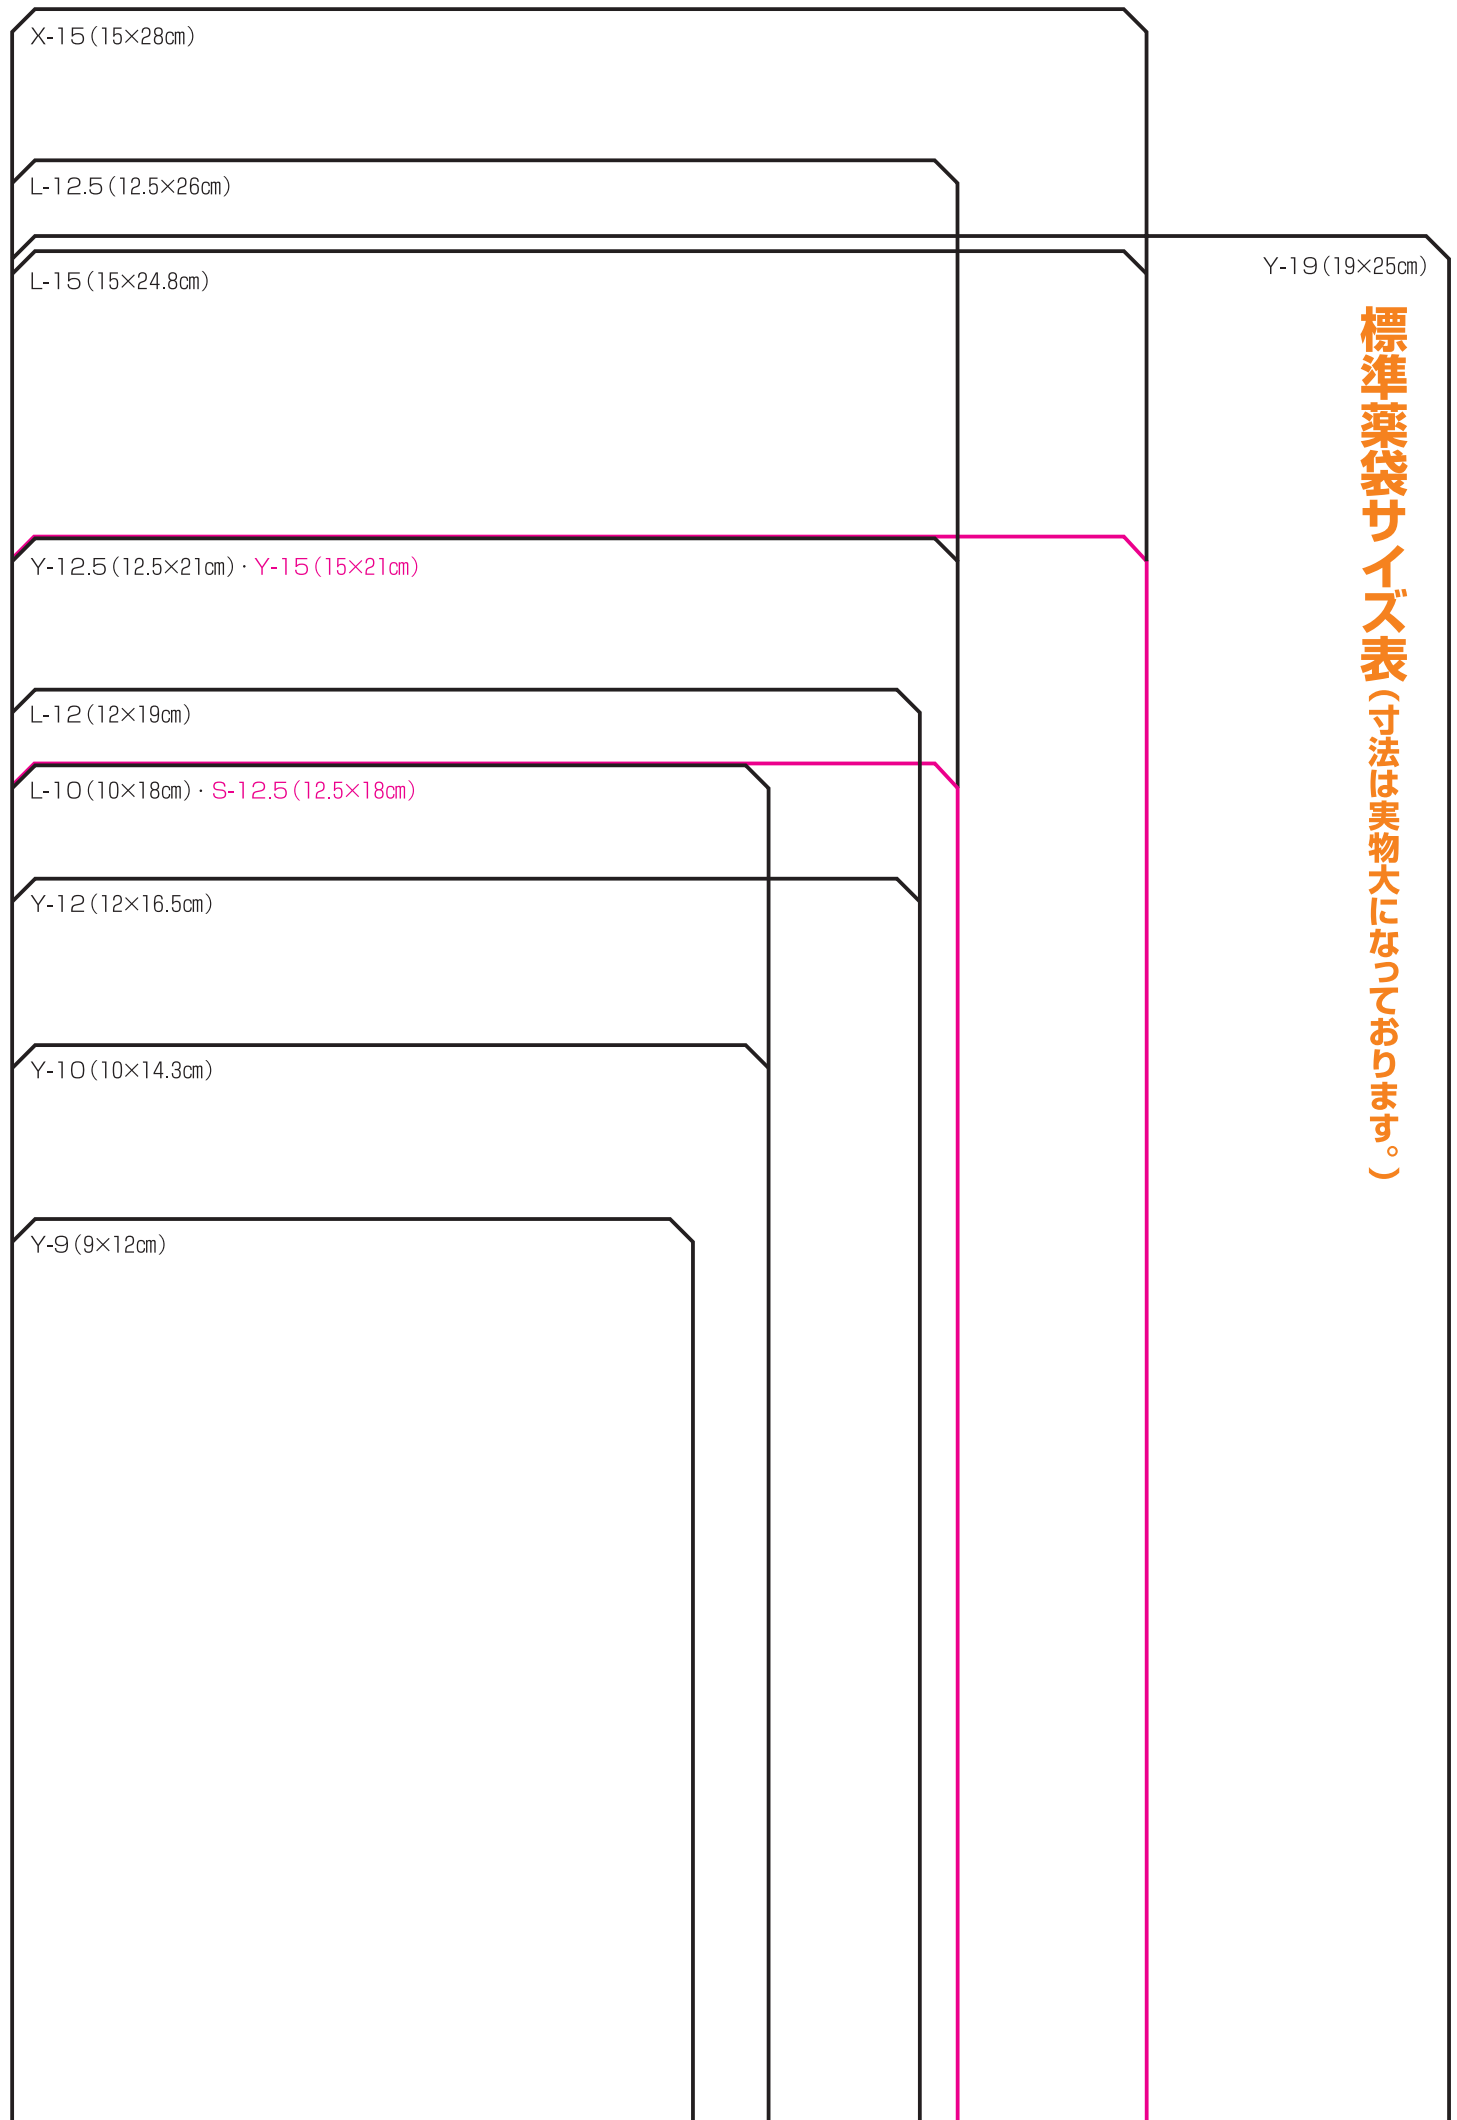 X-15(15×28cm)
L-12.5(12.5×26cm)
Y-19(19×25cm)
L-15(15×24.8cm)
標準薬袋サイズ表(寸法は実物大になっております。)
Y-12.5(12.5×21cm)・Y-15(15×21cm)
L-12(12×19cm)
L-10(10×18cm)・S-12.5(12.5×18cm)
Y-12(12×16.5cm)
Y-10(10×14.3cm)
Y-9(9×12cm)